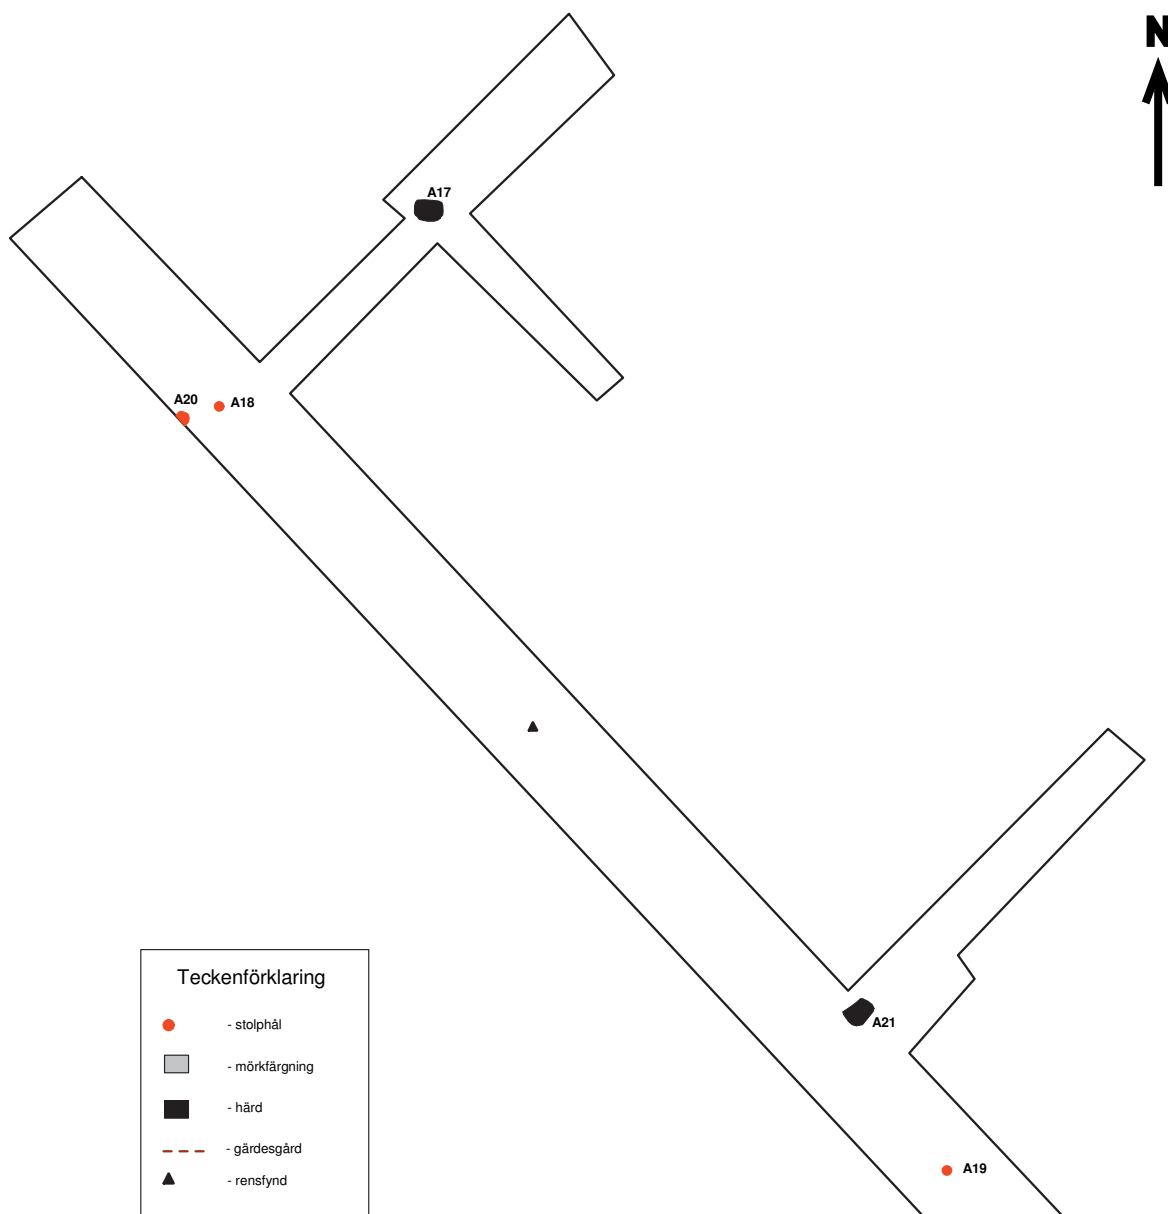 N
A17
A20
A18
A21
A19
Teckenförklaring
- stolphål
- mörkfärgning
- härd
- gärdesgård
- rensfynd